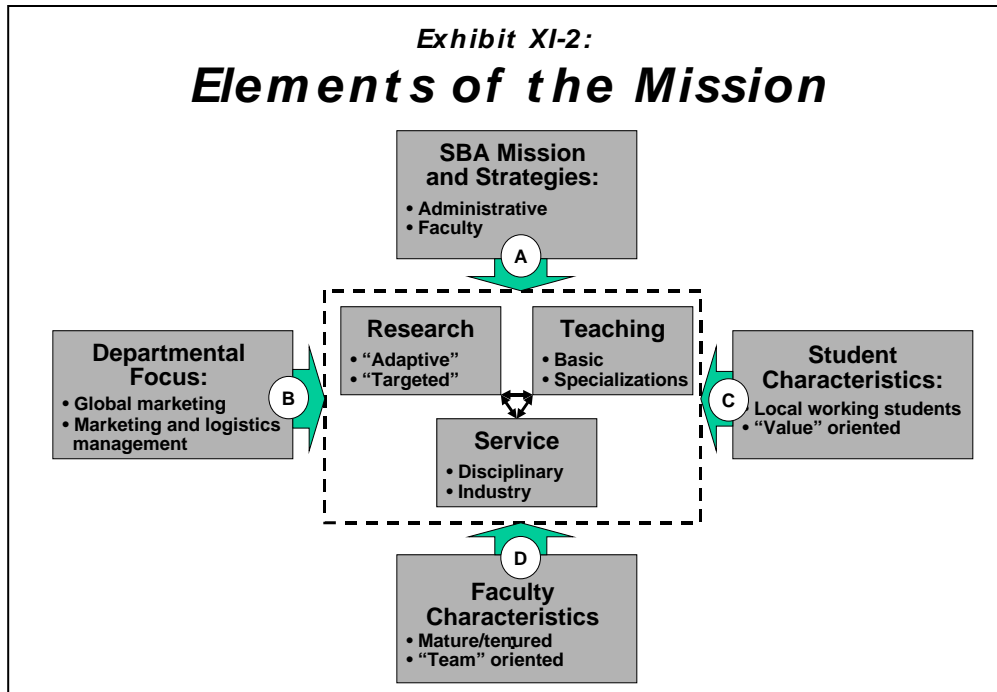 Exhibit XI-2:
Elements of the Mission
SBA Mission
and Strategies:
• Administrative
• Faculty
A
Research
• “Adaptive”
• “Targeted”
Teaching
• Basic
• Specializations
Departmental
Focus:
• Global marketing
• Marketing and logistics
management
B
Student
Characteristics:
• Local working students
• “Value” oriented
C
Service
• Disciplinary
• Industry
D
Faculty
Characteristics
• Mature/tenured
• “Team” oriented